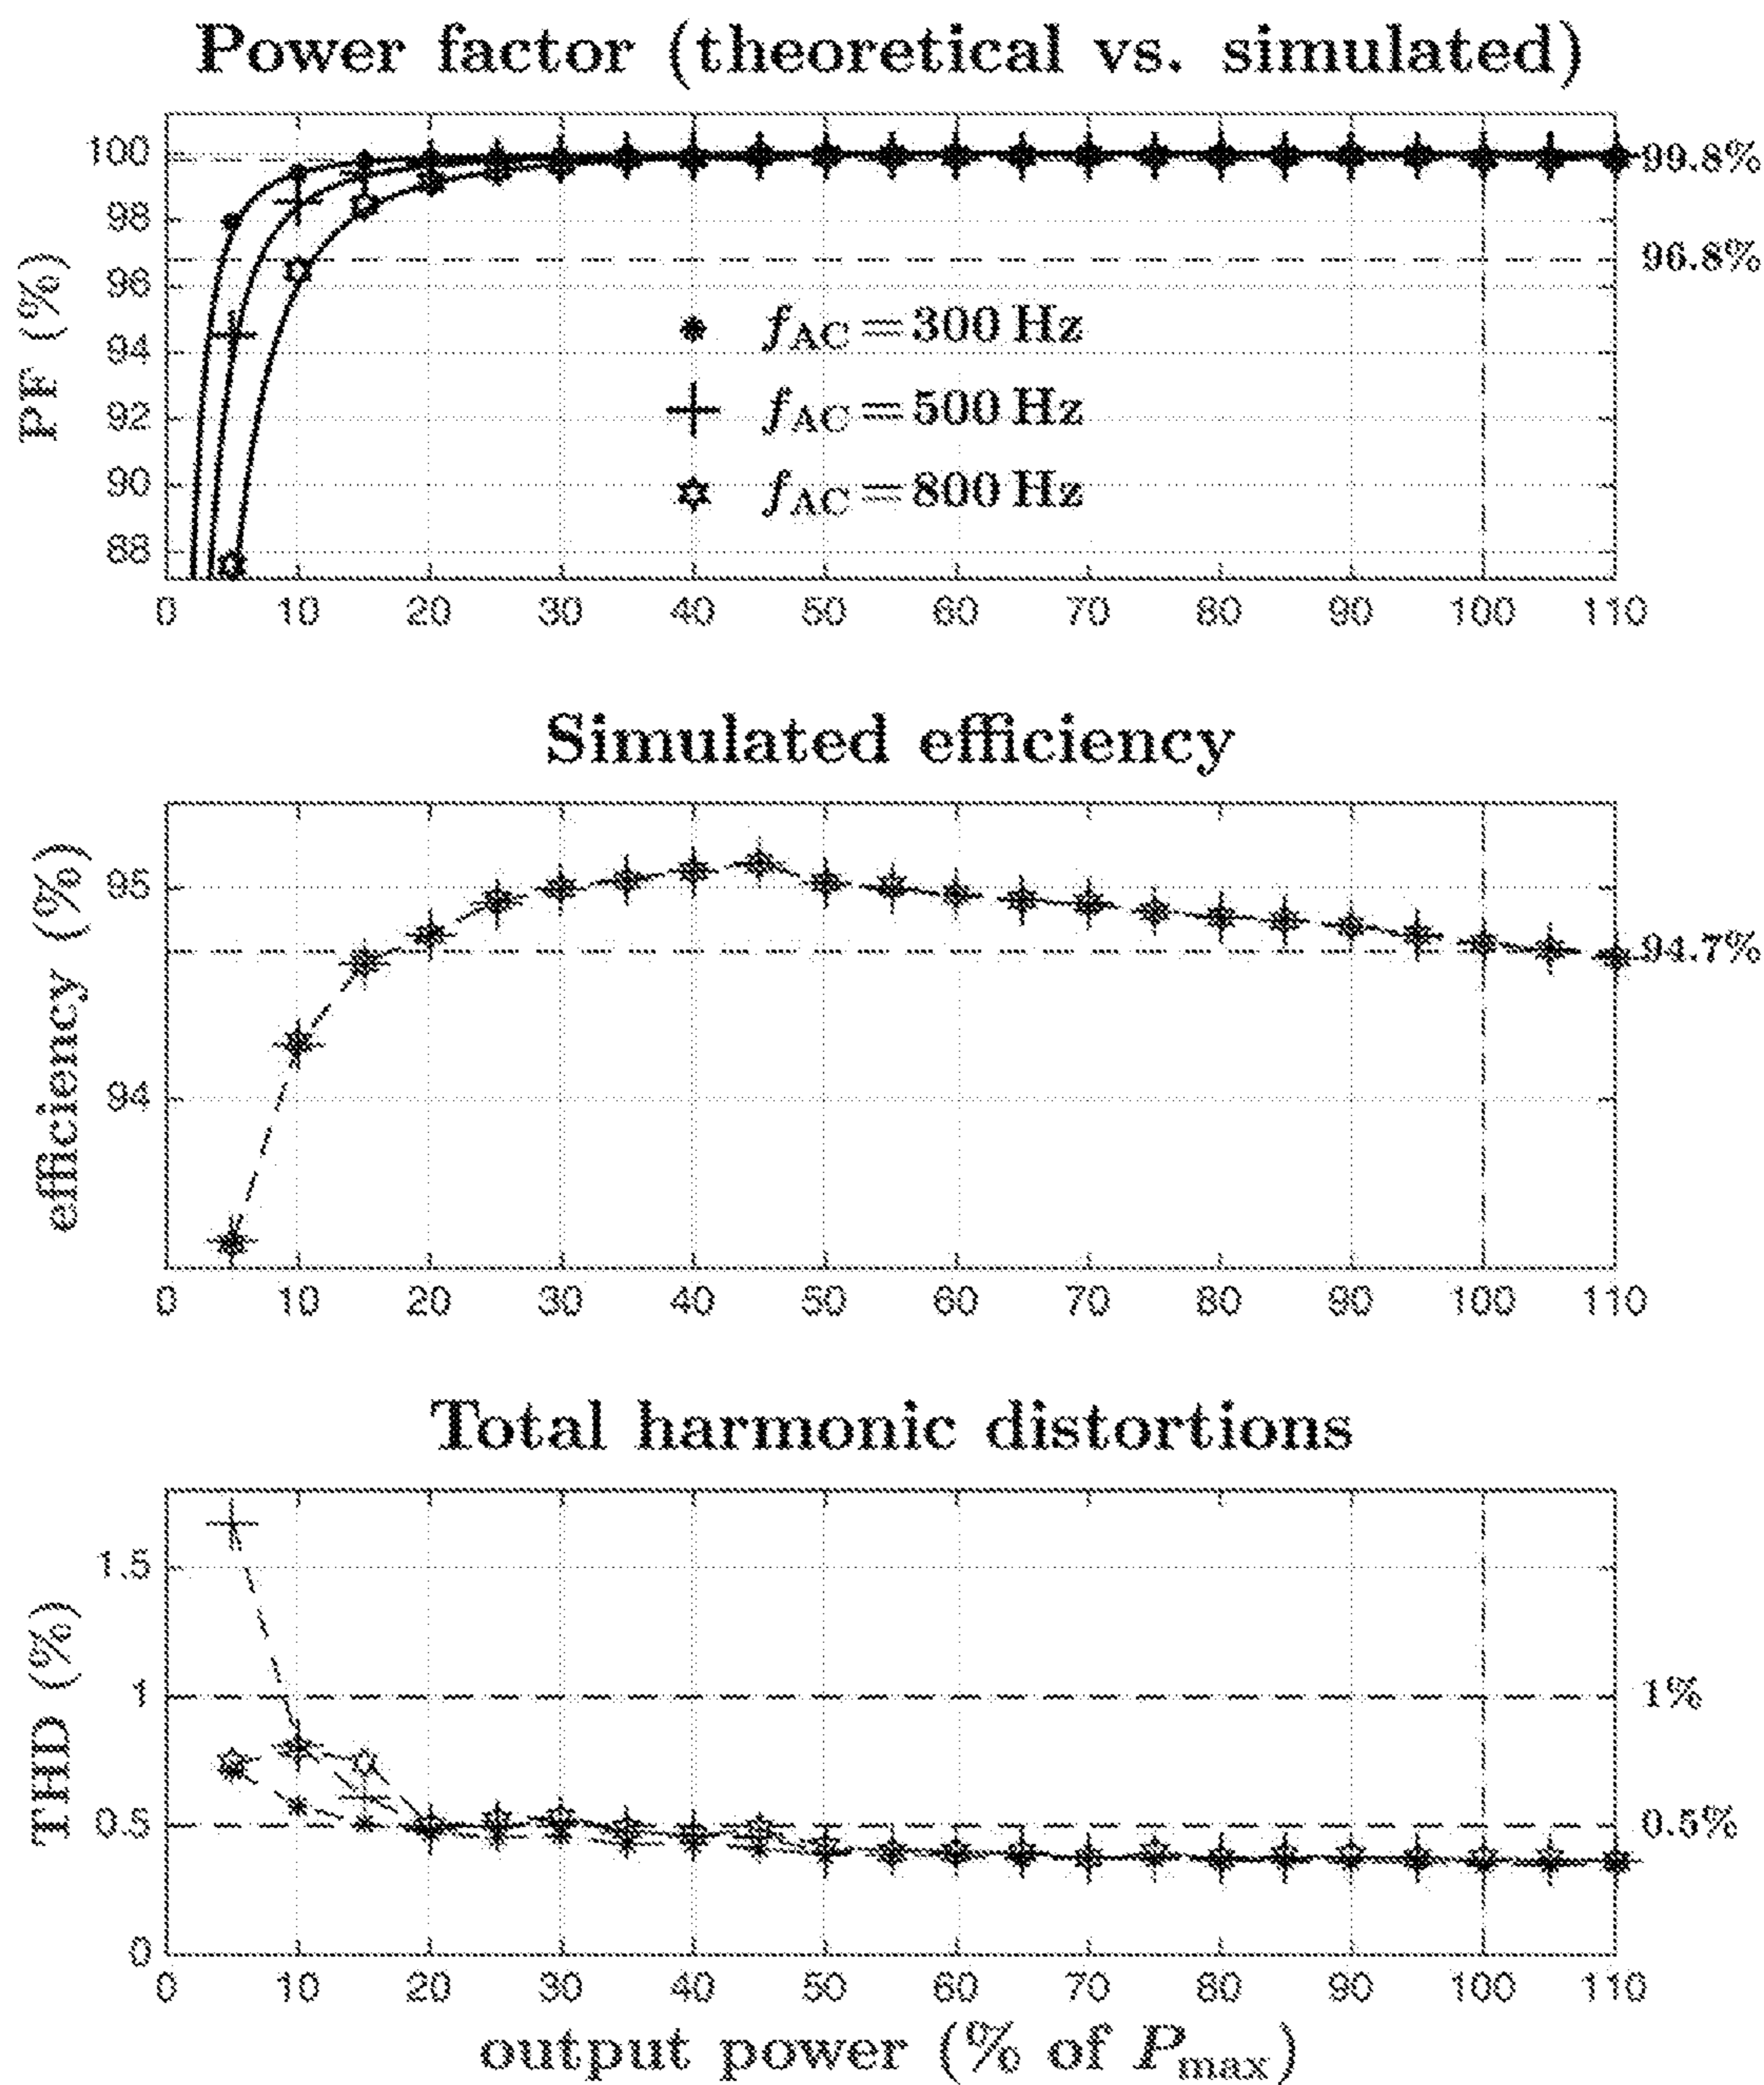 Power factor (theoretical vs. simulated)
100
98
96
94
92
90
88
PF (%)
99.8%
96.8%
f_AC = 300 Hz
f_AC = 500 Hz
f_AC = 800 Hz
0 10 20 30 40 50 60 70 80 90 100 110
Simulated efficiency
95
94
efficiency (%)
94.7%
0 10 20 30 40 50 60 70 80 90 100 110
Total harmonic distortions
1.5
1
0.5
0
THD (%)
1%
0.5%
0 10 20 30 40 50 60 70 80 90 100 110
output power (% of P_max)